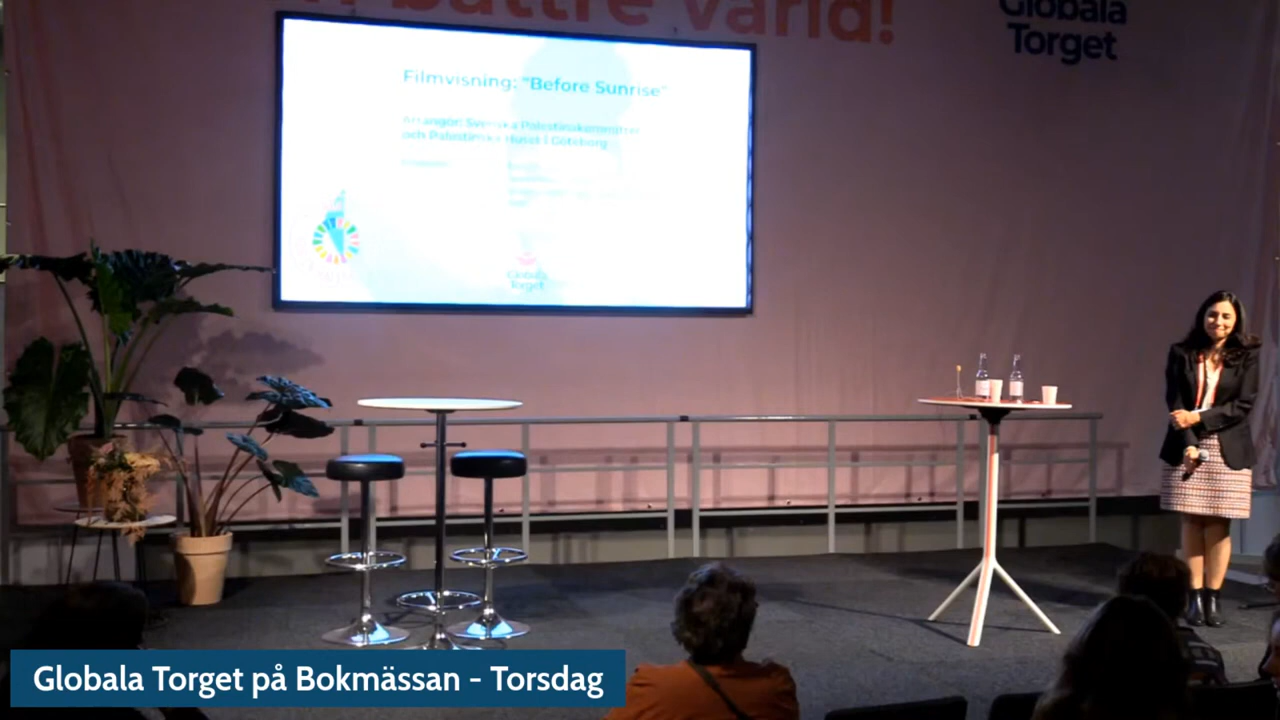 en bättre värld!
Globala
Torget
Filmvisning: "Before Sunrise"
Arrangör: Svenska Palestinakommittén
och Palestinska Huset i Göteborg
Globala
Torget
Globala Torget på Bokmässan - Torsdag